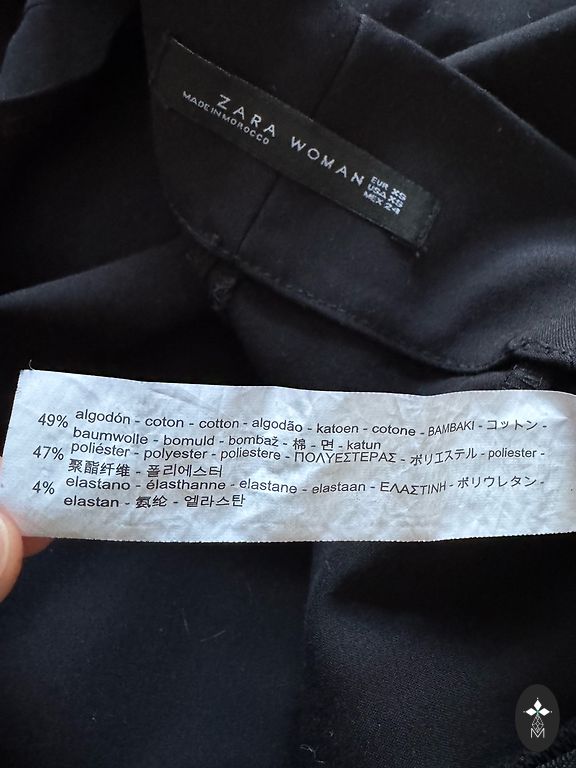 ZARA WOMAN
MADE IN MOROCCO
EUR XS
USA XS
MEX 24
49% algodón - coton - cotton - algodão - katoen - cotone - BAMBAKI - コットン -
baumwolle - bomuld - bombaž - 棉 - 면 - katun
47% poliéster - polyester - poliestere - ΠΟΛΥΕΣΤΕΡΑΣ - ポリエステル - poliester -
聚酯纤维 - 폴리에스터
4% elastano - élasthanne - elastane - elastaan - ΕΛΑΣΤΙΝΗ - ポリウレタン -
elastan - 氨纶 - 엘라스탄
M